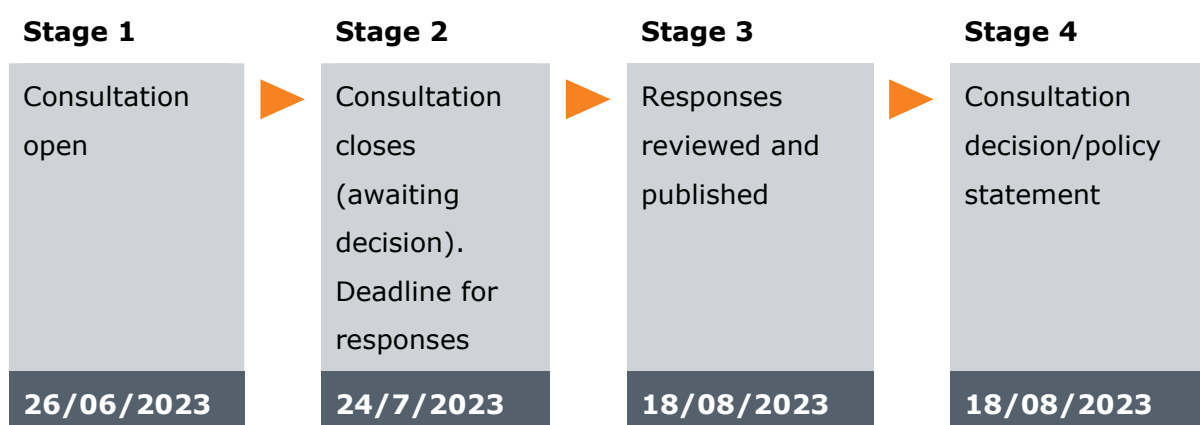 Stage 1
Consultation
open
26/06/2023
Stage 2
Consultation
closes
(awaiting
decision).
Deadline for
responses
24/7/2023
Stage 3
Responses
reviewed and
published
18/08/2023
Stage 4
Consultation
decision/policy
statement
18/08/2023